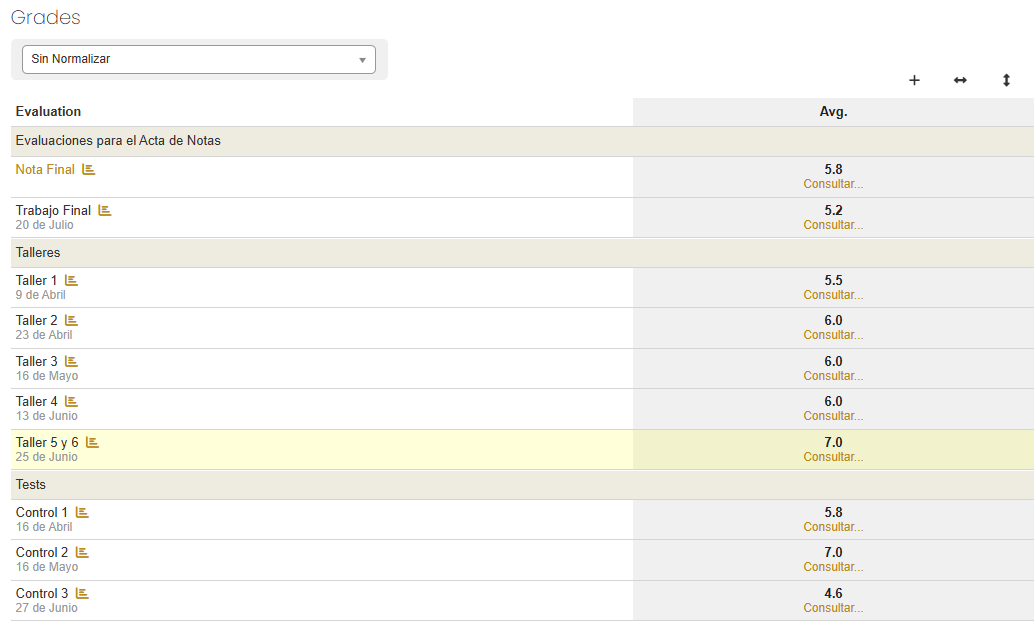 Grades
Sin Normalizar
Evaluation Avg.
Evaluaciones para el Acta de Notas
Nota Final 5.8
Consultar...
Trabajo Final 5.2
20 de Julio Consultar...
Talleres
Taller 1 5.5
9 de Abril Consultar...
Taller 2 6.0
23 de Abril Consultar...
Taller 3 6.0
16 de Mayo Consultar...
Taller 4 6.0
13 de Junio Consultar...
Taller 5 y 6 7.0
25 de Junio Consultar...
Tests
Control 1 5.8
16 de Abril Consultar...
Control 2 7.0
16 de Mayo Consultar...
Control 3 4.6
27 de Junio Consultar...